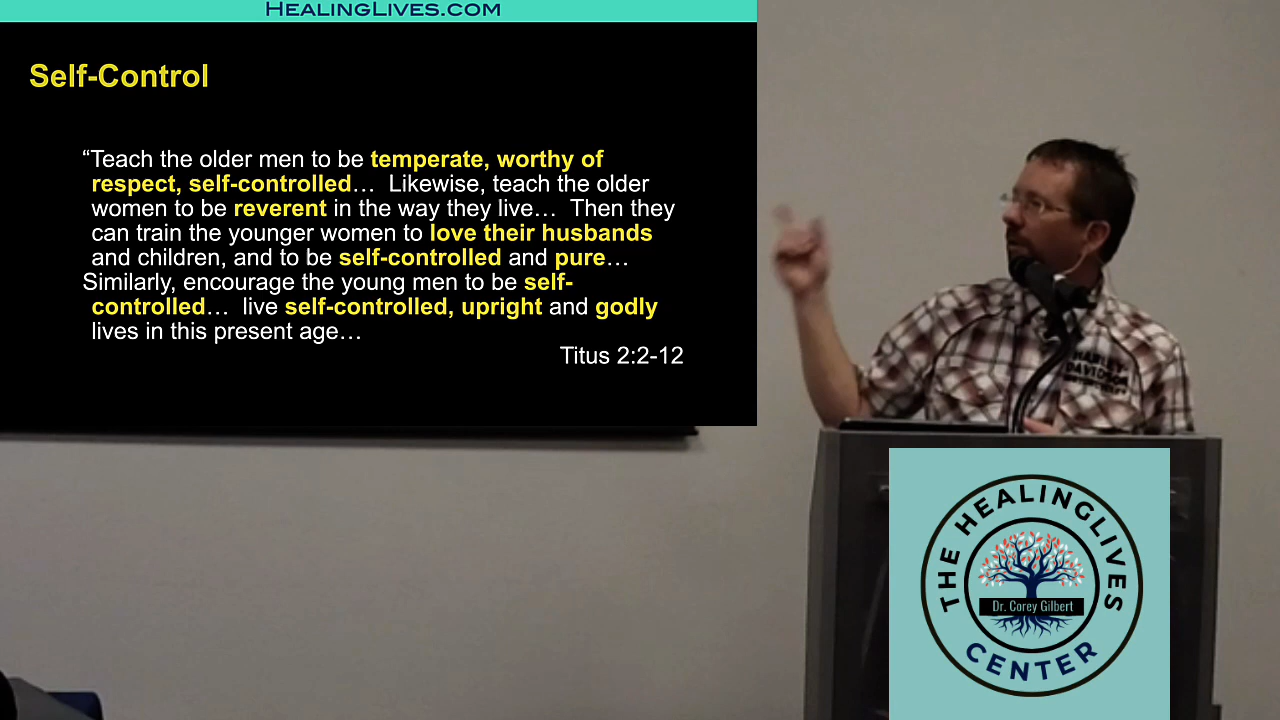 HEALINGLIVES.COM
Self-Control
“Teach the older men to be temperate, worthy of
respect, self-controlled… Likewise, teach the older
women to be reverent in the way they live… Then they
can train the younger women to love their husbands
and children, and to be self-controlled and pure…
Similarly, encourage the young men to be self-
controlled… live self-controlled, upright and godly
lives in this present age…
Titus 2:2-12
HARLEY
DAVIDSON
THE HEALINGLIVES
Dr. Corey Gilbert
CENTER